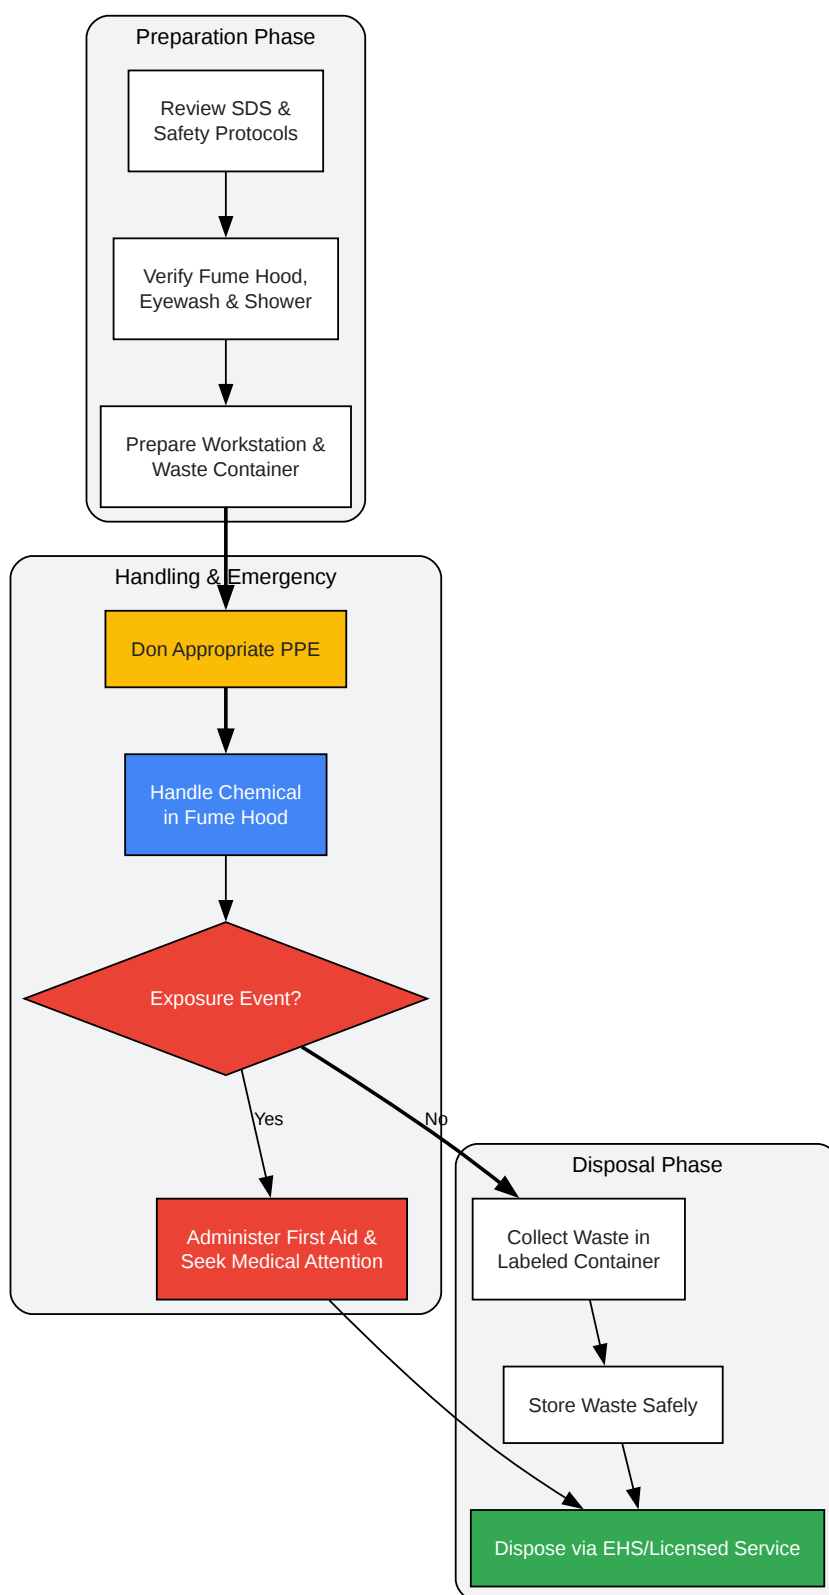 Preparation Phase
Review SDS &
Safety Protocols
Verify Fume Hood,
Eyewash & Shower
Prepare Workstation &
Waste Container
Handling & Emergency
Don Appropriate PPE
Handle Chemical
in Fume Hood
Exposure Event?
Yes
No
Administer First Aid &
Seek Medical Attention
Disposal Phase
Collect Waste in
Labeled Container
Store Waste Safely
Dispose via EHS/Licensed Service